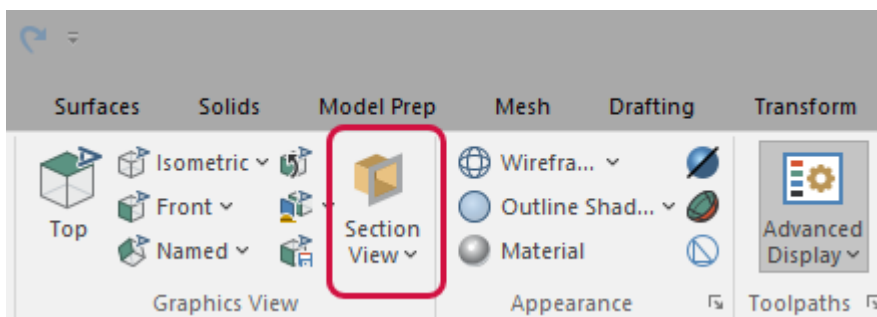 Surfaces Solids Model Prep Mesh Drafting Transform
Top
Isometric
Front
Named
Section
View
Graphics View
Wirefra...
Outline Shad...
Material
Appearance
Advanced
Display
Toolpaths